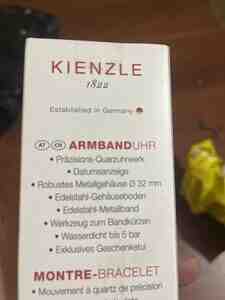 KIENZLE
1822
Established in Germany
AT CH ARMBANDUHR
• Präzisions-Quarzuhrwerk
• Datumsanzeige
• Robustes Metallgehäuse Ø 32 mm
• Edelstahl-Gehäuseboden
• Edelstahl-Metallband
• Werkzeug zum Bandkürzen
• Wasserdicht bis 5 bar
• Exklusives Geschenketui
MONTRE-BRACELET
• Mouvement à quartz de précision